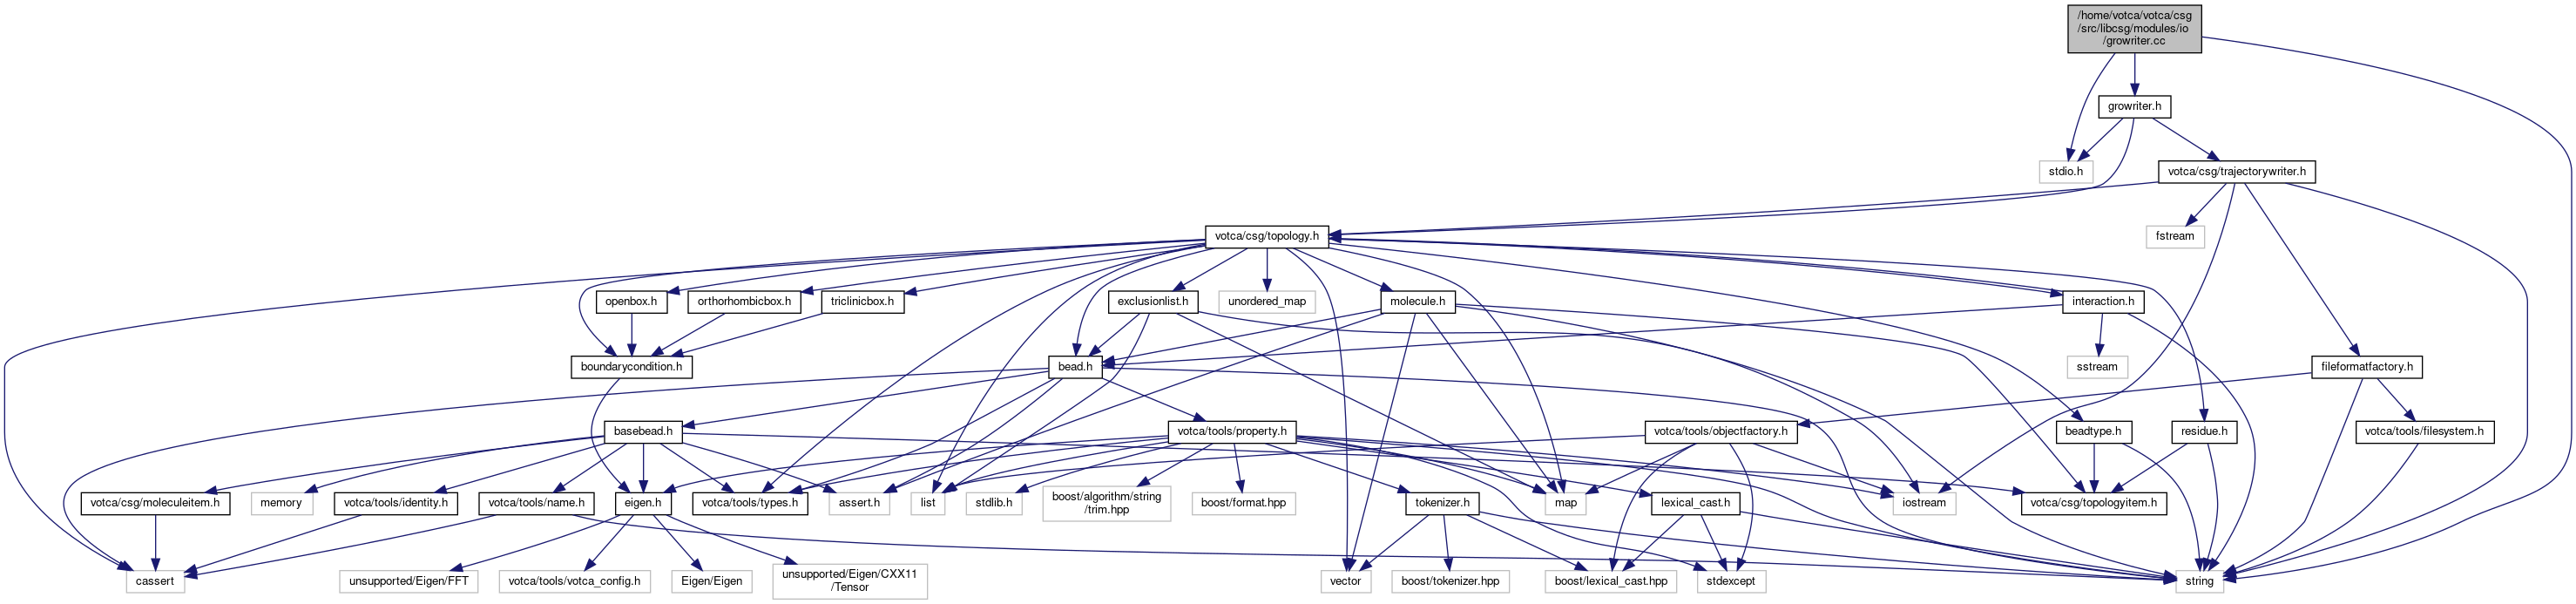 /home/votca/votca/csg
/src/libcsg/modules/io
/growriter.cc
growriter.h
stdio.h
votca/csg/trajectorywriter.h
votca/csg/topology.h
fstream
openbox.h
orthorhombicbox.h
triclinicbox.h
exclusionlist.h
unordered_map
molecule.h
interaction.h
boundarycondition.h
bead.h
sstream
fileformatfactory.h
basebead.h
votca/tools/property.h
votca/tools/objectfactory.h
beadtype.h
residue.h
votca/tools/filesystem.h
votca/csg/moleculeitem.h
memory
votca/tools/identity.h
votca/tools/name.h
eigen.h
votca/tools/types.h
assert.h
list
stdlib.h
boost/algorithm/string
/trim.hpp
boost/format.hpp
tokenizer.h
map
lexical_cast.h
iostream
votca/csg/topologyitem.h
cassert
unsupported/Eigen/FFT
votca/tools/votca_config.h
Eigen/Eigen
unsupported/Eigen/CXX11
/Tensor
vector
boost/tokenizer.hpp
boost/lexical_cast.hpp
stdexcept
string